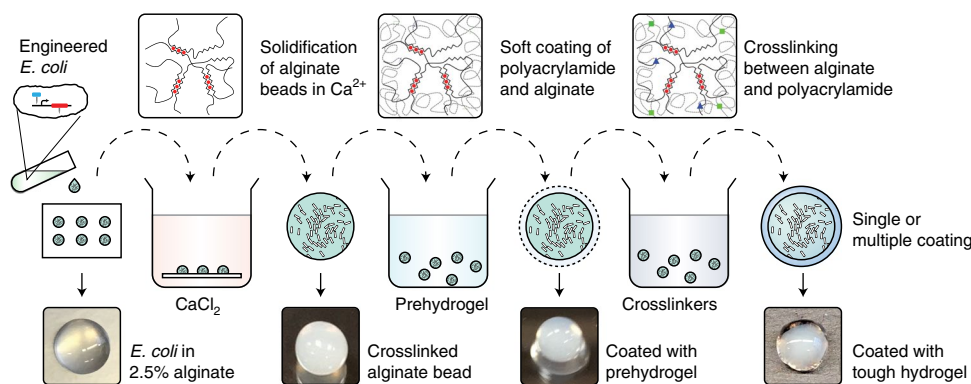 Engineered
E. coli
Solidification
of alginate
beads in Ca²⁺
Soft coating of
polyacrylamide
and alginate
Crosslinking
between alginate
and polyacrylamide
Single or
multiple coating
CaCl₂
Prehydrogel
Crosslinkers
E. coli in
2.5% alginate
Crosslinked
alginate bead
Coated with
prehydrogel
Coated with
tough hydrogel